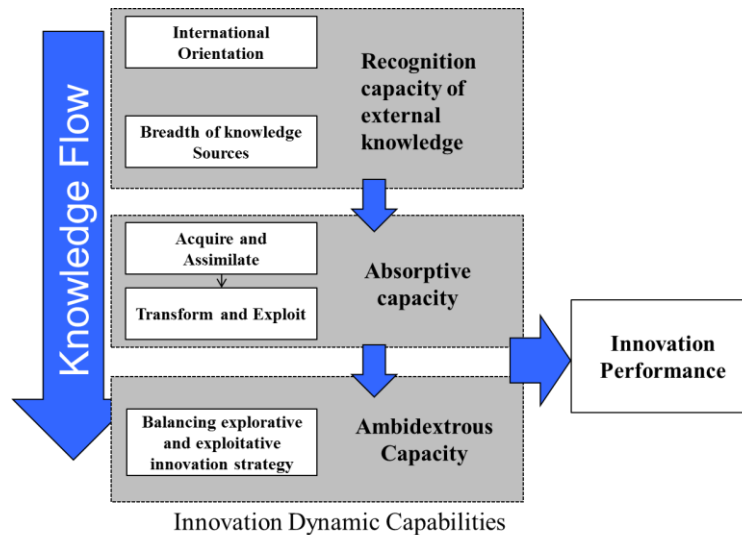 Knowledge Flow
International
Orientation
Breadth of knowledge
Sources
Recognition
capacity of
external
knowledge
Acquire and
Assimilate
Transform and Exploit
Absorptive
capacity
Balancing explorative
and exploitative
innovation strategy
Ambidextrous
Capacity
Innovation
Performance
Innovation Dynamic Capabilities